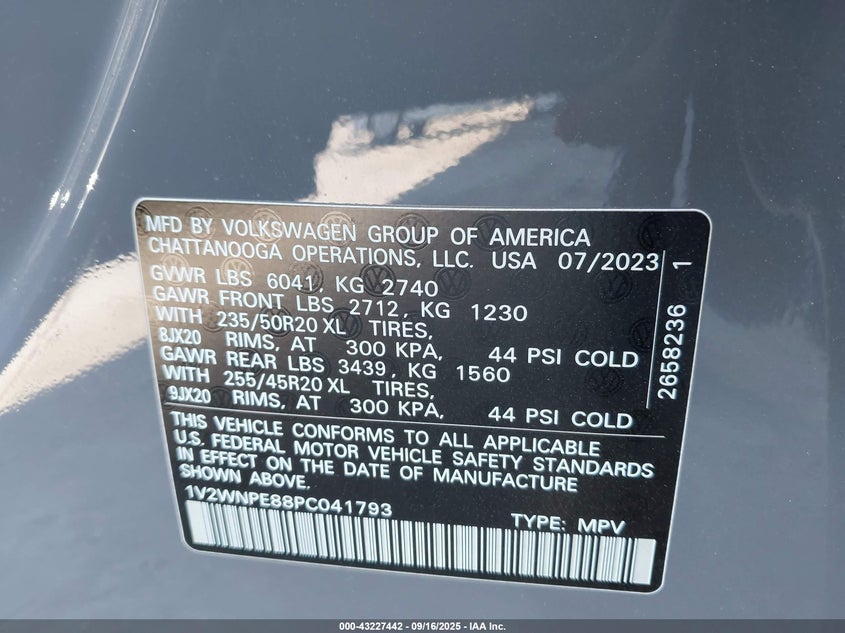 MFD BY VOLKSWAGEN GROUP OF AMERICA
CHATTANOOGA OPERATIONS, LLC. USA 07/2023
GVWR LBS 6041, KG 2740
GAWR FRONT LBS 2712, KG 1230
WITH 235/50R20 XL TIRES,
8JX20 RIMS, AT 300 KPA, 44 PSI COLD
GAWR REAR LBS 3439, KG 1560
WITH 255/45R20 XL TIRES,
9JX20 RIMS, AT 300 KPA, 44 PSI COLD
2658236 1
THIS VEHICLE CONFORMS TO ALL APPLICABLE
U.S. FEDERAL MOTOR VEHICLE SAFETY STANDARDS
IN EFFECT ON THE DATE OF MANUFACTURE
SHOWN ABOVE.
1V2WNPE88PC041793 TYPE: MPV
000-43227442 - 09/16/2025 - IAA Inc.